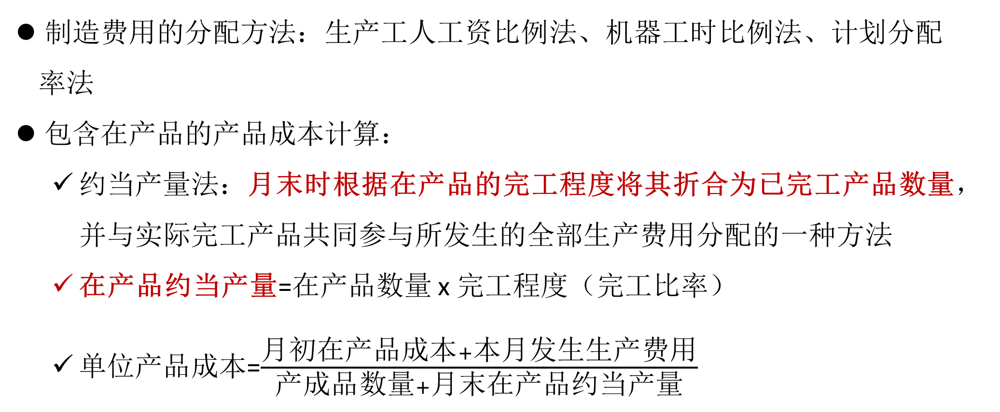 ● 制造费用的分配方法：生产工人工资比例法、机器工时比例法、计划分配
率法
● 包含在产品的产品成本计算：
✓ 约当产量法：月末时根据在产品的完工程度将其折合为已完工产品数量，
并与实际完工产品共同参与所发生的全部生产费用分配的一种方法
✓ 在产品约当产量=在产品数量 x 完工程度（完工比率）
✓ 单位产品成本=
月初在产品成本+本月发生生产费用
产成品数量+月末在产品约当产量